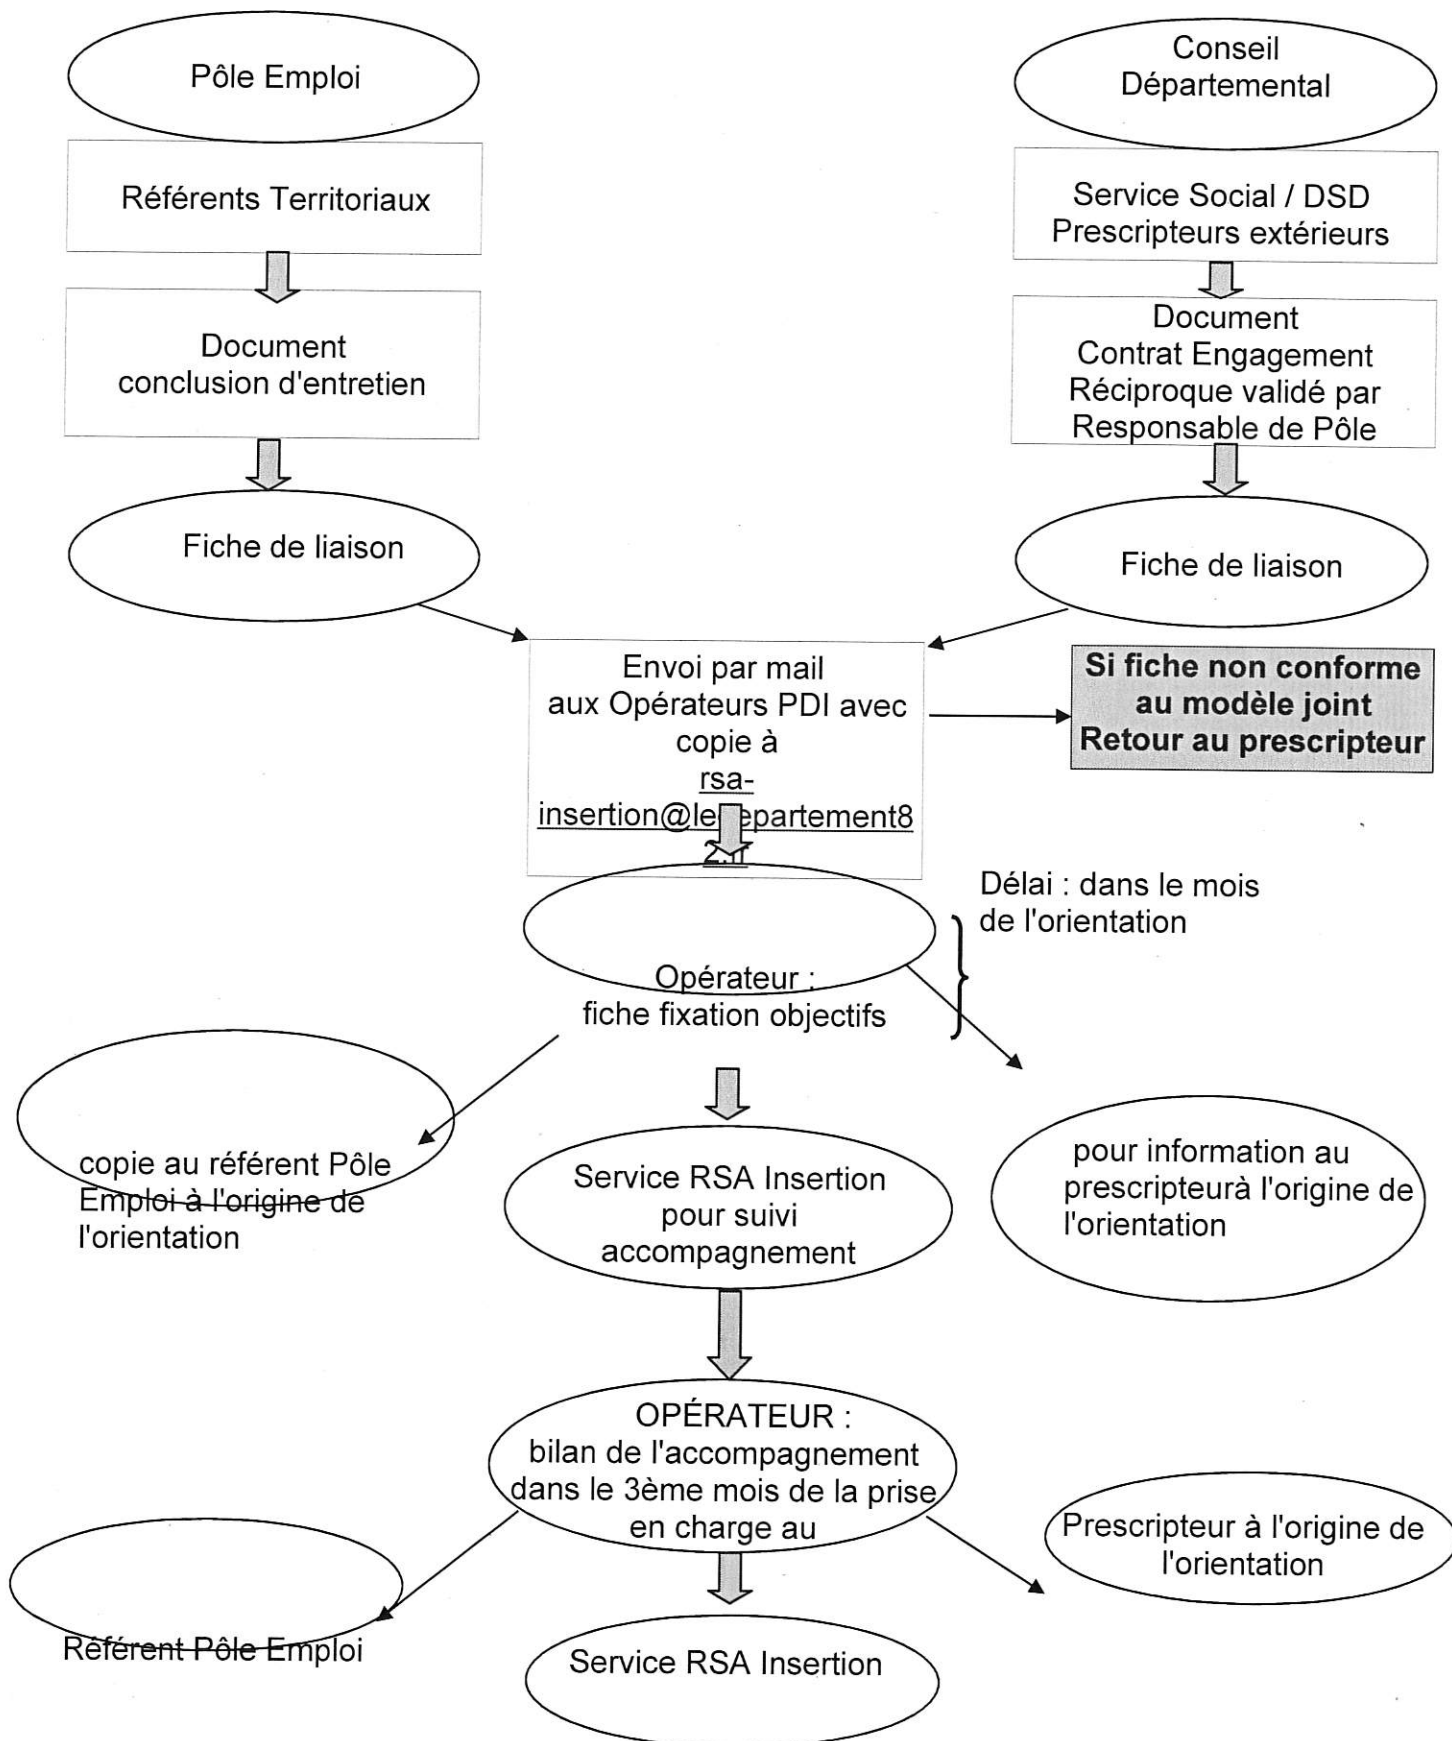 Pôle Emploi
Conseil
Départemental
Référents Territoriaux
Service Social / DSD
Prescripteurs extérieurs
Document
conclusion d'entretien
Document
Contrat Engagement
Réciproque validé par
Responsable de Pôle
Fiche de liaison
Fiche de liaison
Envoi par mail
aux Opérateurs PDI avec
copie à
rsa-
insertion@ledepartement8
2.fr
Si fiche non conforme
au modèle joint
Retour au prescripteur
Délai : dans le mois
de l'orientation
Opérateur :
fiche fixation objectifs
copie au référent Pôle
Emploi à l'origine de
l'orientation
Service RSA Insertion
pour suivi
accompagnement
pour information au
prescripteurà l'origine de
l'orientation
OPÉRATEUR :
bilan de l'accompagnement
dans le 3ème mois de la prise
en charge au
Prescripteur à l'origine de
l'orientation
Référent Pôle Emploi
Service RSA Insertion